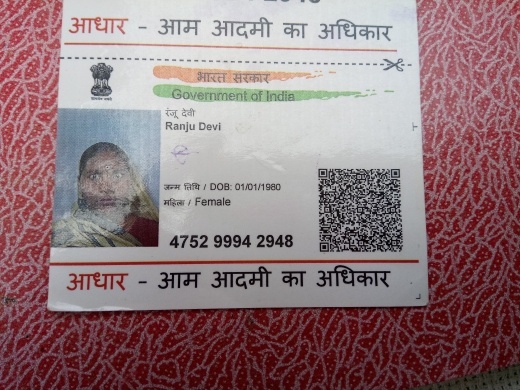 आधार - आम आदमी का अधिकार
भारत सरकार
Government of India
रंजू देवी
Ranju Devi
जन्म तिथि / DOB: 01/01/1980
महिला / Female
4752 9994 2948
आधार - आम आदमी का अधिकार